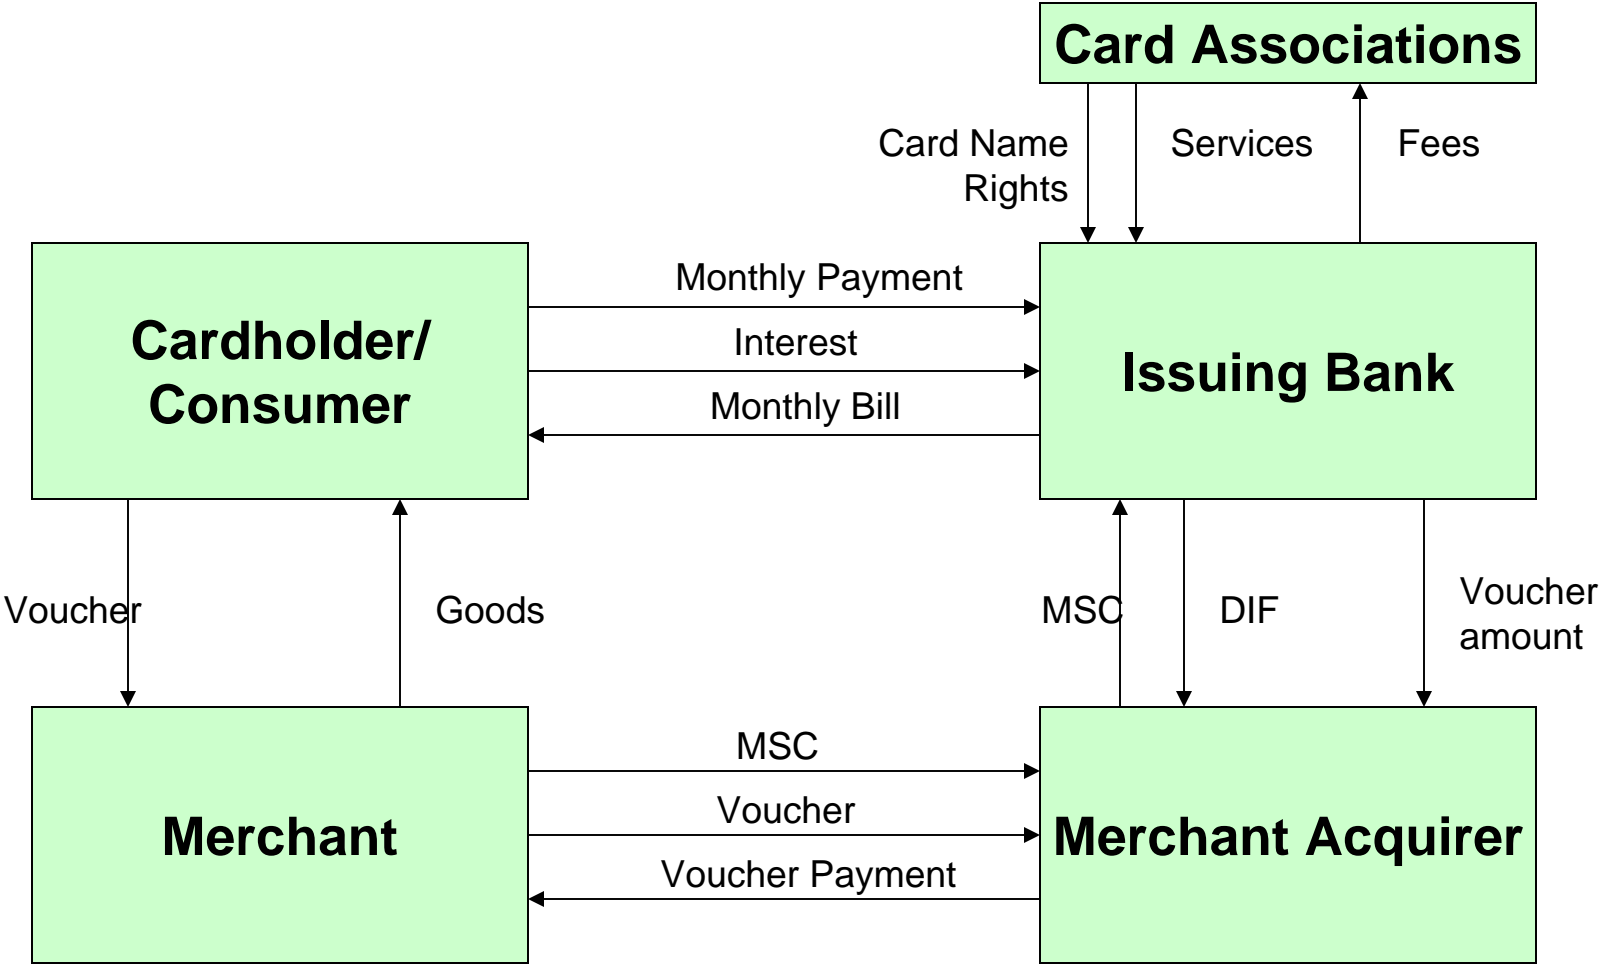 Card Associations
Card Name
Rights
Services
Fees
Cardholder/
Consumer
Monthly Payment
Interest
Monthly Bill
Issuing Bank
Voucher
Goods
MSC
DIF
Voucher
amount
Merchant
MSC
Voucher
Voucher Payment
Merchant Acquirer